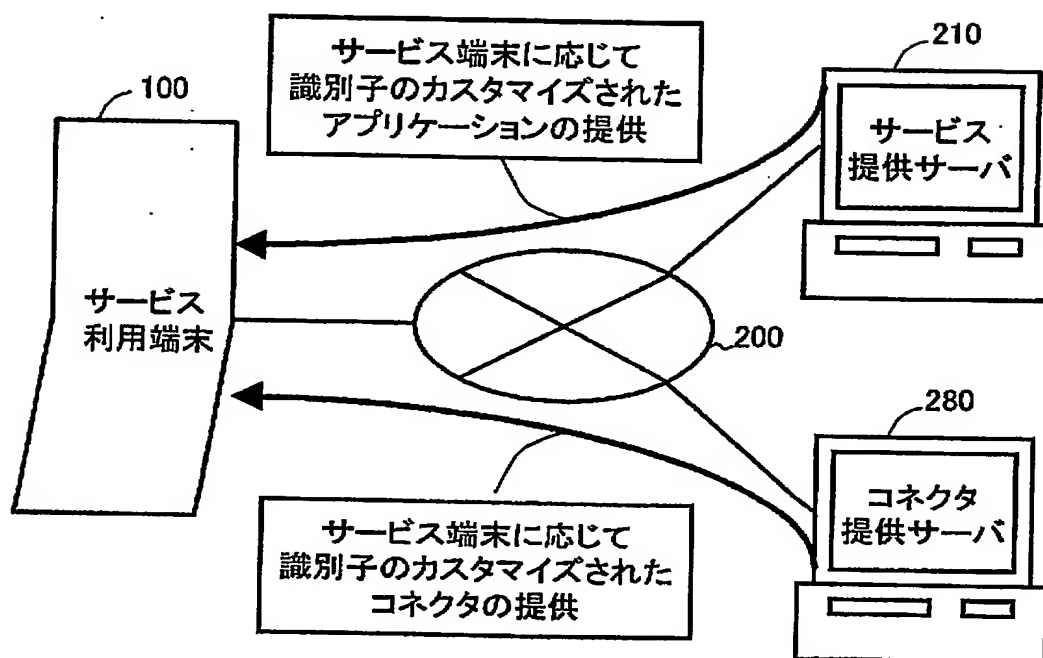 サービス端末に応じて
識別子のカスタマイズされた
アプリケーションの提供
210
100
サービス
提供サーバ
サービス
利用端末
200
280
コネクタ
提供サーバ
サービス端末に応じて
識別子のカスタマイズされた
コネクタの提供